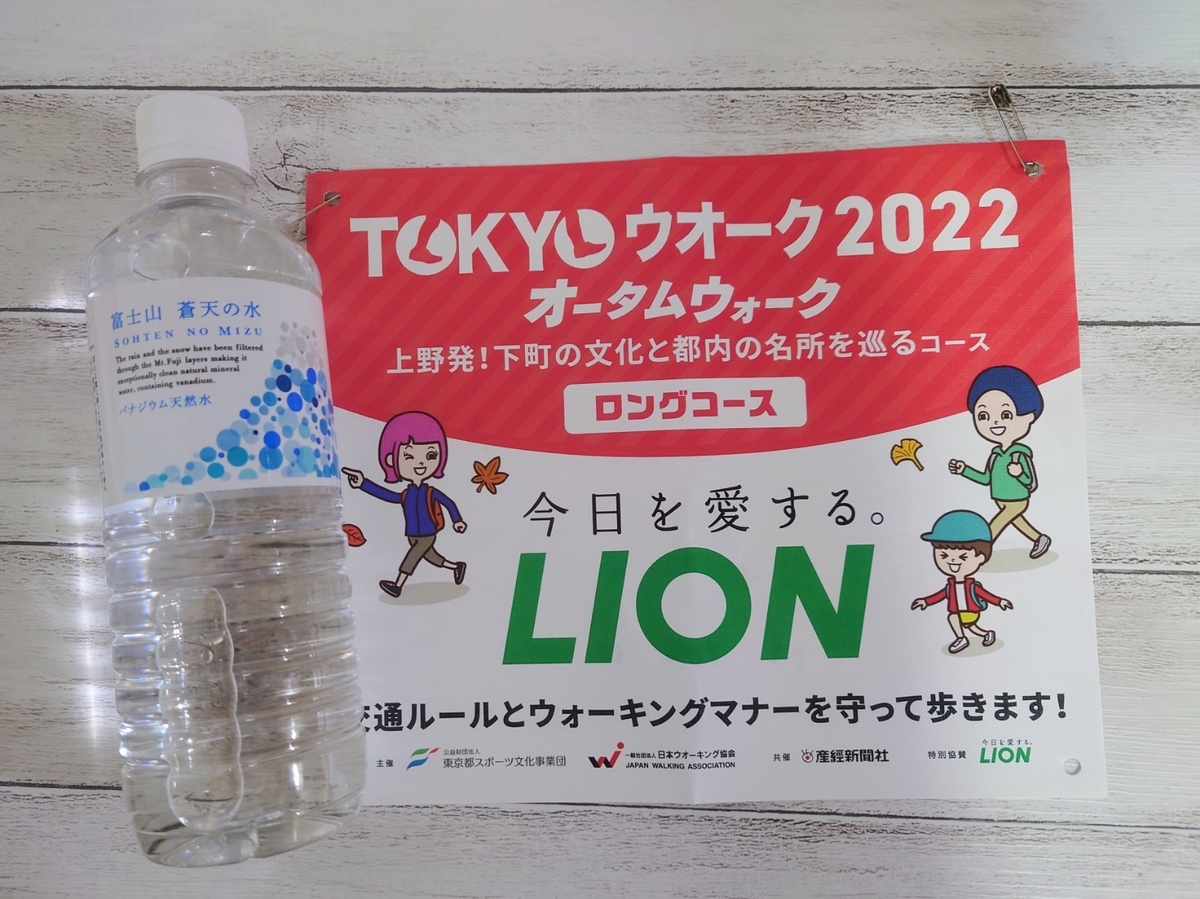 富士山 蒼天の水
SOHTEN NO MIZU
The rain and the snow have been filtered
through the Mt.Fuji layers making it
exceptionally clean natural mineral
water, containing vanadium.
バナジウム天然水
TOKYOウオーク2022
オータムウォーク
上野発!下町の文化と都内の名所を巡るコース
ロングコース
今日を愛する。
LION
交通ルールとウォーキングマナーを守って歩きます!
主催 公益財団法人 東京都スポーツ文化事業団 一般社団法人 日本ウオーキング協会 JAPAN WALKING ASSOCIATION 共催 産經新聞社 特別協賛 今日を愛する。 LION